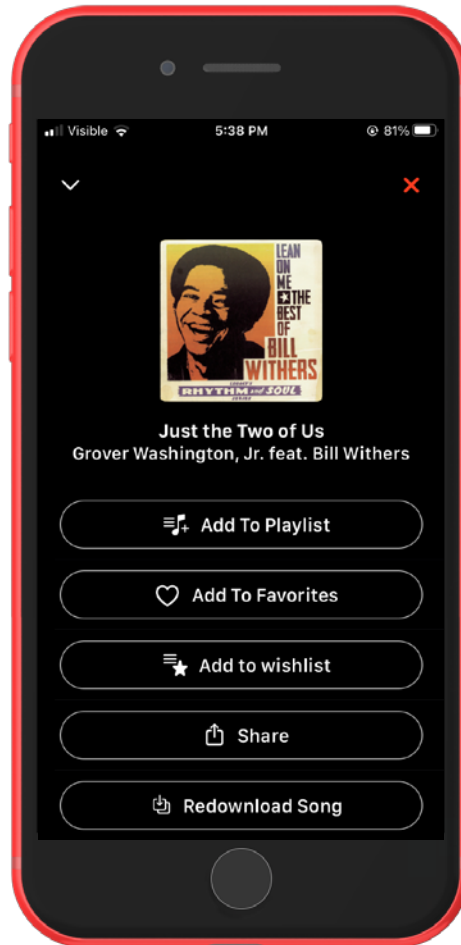 Visible
5:38 PM
81%
LEAN
ON
ME
THE
BEST
OF
BILL
WITHERS
RHYTHM and SOUL
SERIES
Just the Two of Us
Grover Washington, Jr. feat. Bill Withers
Add To Playlist
Add To Favorites
Add to wishlist
Share
Redownload Song